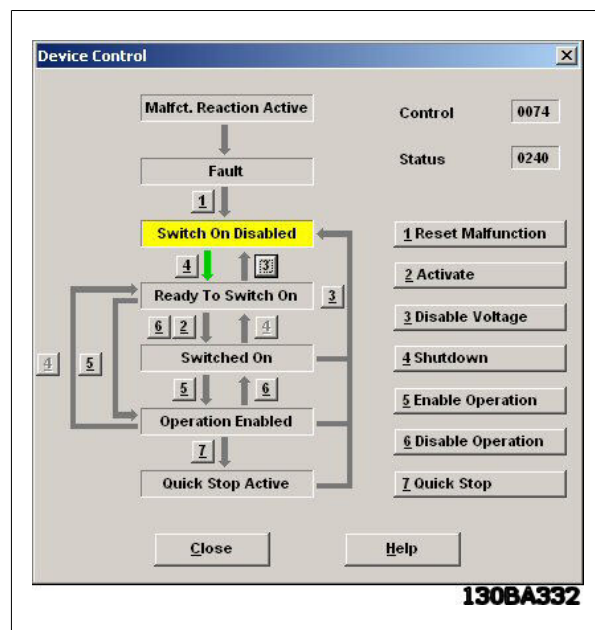 Device Control
Malfct. Reaction Active
Control 0074
Status 0240
Fault
1
Switch On Disabled
1 Reset Malfunction
4 3
2 Activate
Ready To Switch On
3
3 Disable Voltage
6 2 4
4 5
Switched On
4 Shutdown
5 6
5 Enable Operation
Operation Enabled
6 Disable Operation
7
Quick Stop Active
7 Quick Stop
Close
Help
130BA332